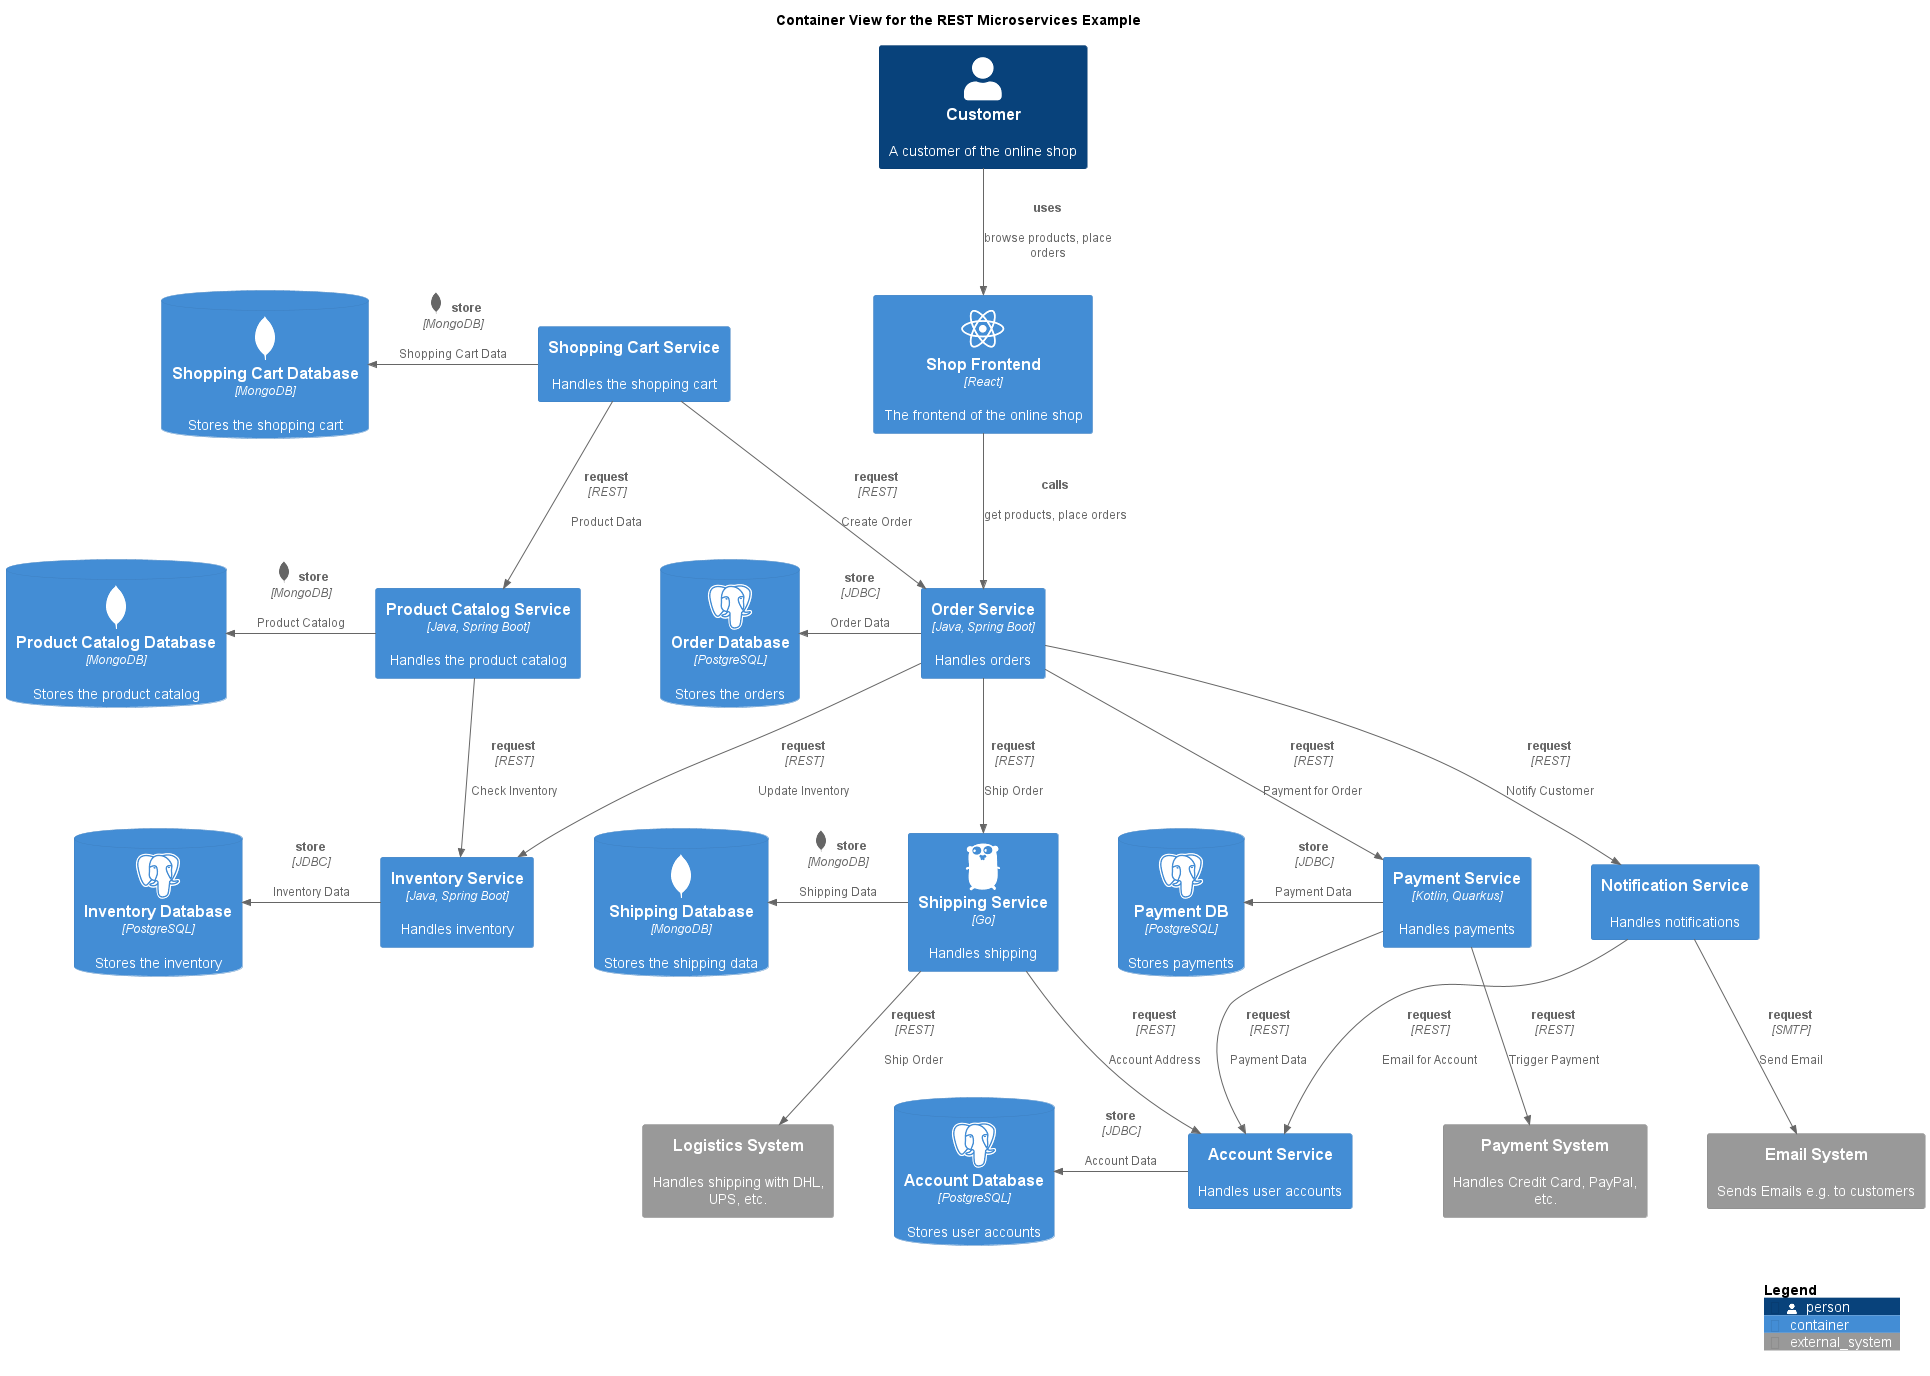 Container View for the REST Microservices Example
Customer
A customer of the online shop
uses
browse products, place
orders
store
[MongoDB]
Shopping Cart Data
Shopping Cart Database
[MongoDB]
Stores the shopping cart
Shopping Cart Service
Handles the shopping cart
Shop Frontend
[React]
The frontend of the online shop
request
[REST]
Product Data
request
[REST]
Create Order
calls
get products, place orders
Product Catalog Database
[MongoDB]
Stores the product catalog
store
[MongoDB]
Product Catalog
Product Catalog Service
[Java, Spring Boot]
Handles the product catalog
Order Database
[PostgreSQL]
Stores the orders
store
[JDBC]
Order Data
Order Service
[Java, Spring Boot]
Handles orders
request
[REST]
Check Inventory
request
[REST]
Update Inventory
request
[REST]
Ship Order
request
[REST]
Payment for Order
request
[REST]
Notify Customer
Inventory Database
[PostgreSQL]
Stores the inventory
store
[JDBC]
Inventory Data
Inventory Service
[Java, Spring Boot]
Handles inventory
Shipping Database
[MongoDB]
Stores the shipping data
store
[MongoDB]
Shipping Data
Shipping Service
[Go]
Handles shipping
Payment DB
[PostgreSQL]
Stores payments
store
[JDBC]
Payment Data
Payment Service
[Kotlin, Quarkus]
Handles payments
Notification Service
Handles notifications
request
[REST]
Ship Order
request
[REST]
Account Address
request
[REST]
Payment Data
request
[REST]
Email for Account
request
[REST]
Trigger Payment
request
[SMTP]
Send Email
Logistics System
Handles shipping with DHL,
UPS, etc.
Account Database
[PostgreSQL]
Stores user accounts
store
[JDBC]
Account Data
Account Service
Handles user accounts
Payment System
Handles Credit Card, PayPal,
etc.
Email System
Sends Emails e.g. to customers
Legend
person
container
external_system